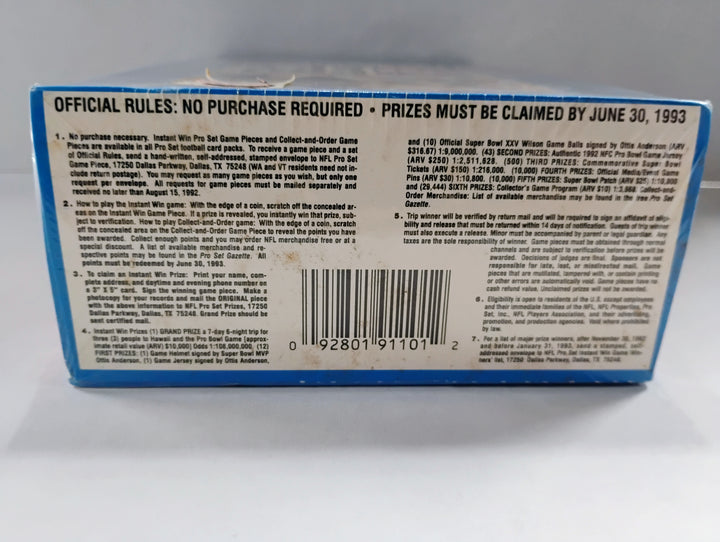 OFFICIAL RULES: NO PURCHASE REQUIRED • PRIZES MUST BE CLAIMED BY JUNE 30, 1993
1. No purchase necessary. Instant Win Pro Set Game Pieces and Collect-and-Order Game
Pieces are available in all Pro Set football card packs. To receive a game piece and a set
of Official Rules, send a hand-written, self-addressed, stamped envelope to NFL Pro Set
Game Piece, 17250 Dallas Parkway, Dallas, TX 75248 (WA and VT residents need not in-
clude return postage). You may request as many game pieces as you wish, but only one
request per envelope. All requests for game pieces must be mailed separately and
received no later than August 15, 1992.
2. How to play the Instant Win game: With the edge of a coin, scratch off the concealed ar-
eas on the Instant Win Game Piece. If a prize is revealed, you instantly win that prize, sub-
ject to verification. How to play Collect-and-Order game: With the edge of a coin, scratch
off the concealed area on the Collect-and-Order Game Piece to reveal the points you have
been awarded. Collect enough points and you may order NFL merchandise free or at a
special discount. A list of available merchandise and re-
spective points may be found in the Pro Set Gazette. All
points must be redeemed by June 30, 1993.
3. To claim an Instant Win Prize: Print your name, com-
plete address, and daytime and evening phone number on
a 3" X 5" card. Sign the winning game piece. Make a
photocopy for your records and mail the ORIGINAL piece
with the above information to NFL Pro Set Prizes, 17250
Dallas Parkway, Dallas, TX 75248. Grand Prize should be
sent certified mail.
4. Instant Win Prizes (1) GRAND PRIZE a 7-day 6-night trip for
three (3) people to Hawaii and the Pro Bowl Game (approx-
imate retail value (ARV) $10,000) Odds 1:108,000,000, (12)
FIRST PRIZES: (1) Game Helmet signed by Super Bowl MVP
Ottis Anderson, (1) Game Jersey signed by Ottis Anderson,
and (10) Official Super Bowl XXV Wilson Game Balls signed by Ottis Anderson (ARV
$316.67) 1:9,000,000. (43) SECOND PRIZES: Authentic 1992 NFC Pro Bowl Game Jersey
(ARV $250) 1:2,511,628. (500) THIRD PRIZES: Commemorative Super Bowl
Tickets (ARV $150) 1:216,000. (10,000) FOURTH PRIZES: Official Media/Event Game
Pins (ARV $30) 1:10,800. (10,000) FIFTH PRIZES: Super Bowl Patch (ARV $25) 1:10,800
and (29,444) SIXTH PRIZES: Collector's Game Program (ARV $10) 1:3,668. Collect-and-
Order Merchandise: List of available merchandise may be found in the free Pro Set
Gazette.
5. Trip winner will be verified by return mail and will be required to sign an affidavit of eligi-
bility and release that must be returned within 14 days of notification. Guests of trip winner
must also execute a release. Minor must be accompanied by parent or legal guardian. Any
taxes are the sole responsibility of winner. Game pieces must be obtained through normal
channels and are subject to verification before prizes will be
awarded. Decisions of judges are final. Sponsors are not
responsible for late, lost, or misdirected mail. Game
pieces that are mutilated, tampered with, or contain printing
or other errors are automatically void. Game pieces have no
cash refund value. Unclaimed prizes will not be awarded.
6. Eligibility is open to residents of the U.S. except employees
and their immediate families of the NFL, NFL Properties, Pro
Set, Inc., NFL Players Association, and their advertising,
promotion, and production agencies. Void where prohibited
by law.
7. For a list of major prize winners, after November 30, 1992
and before January 31, 1993, send a stamped, self-
addressed envelope to NFL Pro Set Instant Win Game Win-
ners' list, 17250 Dallas Parkway, Dallas, TX 75248.
0 92801 91101 2